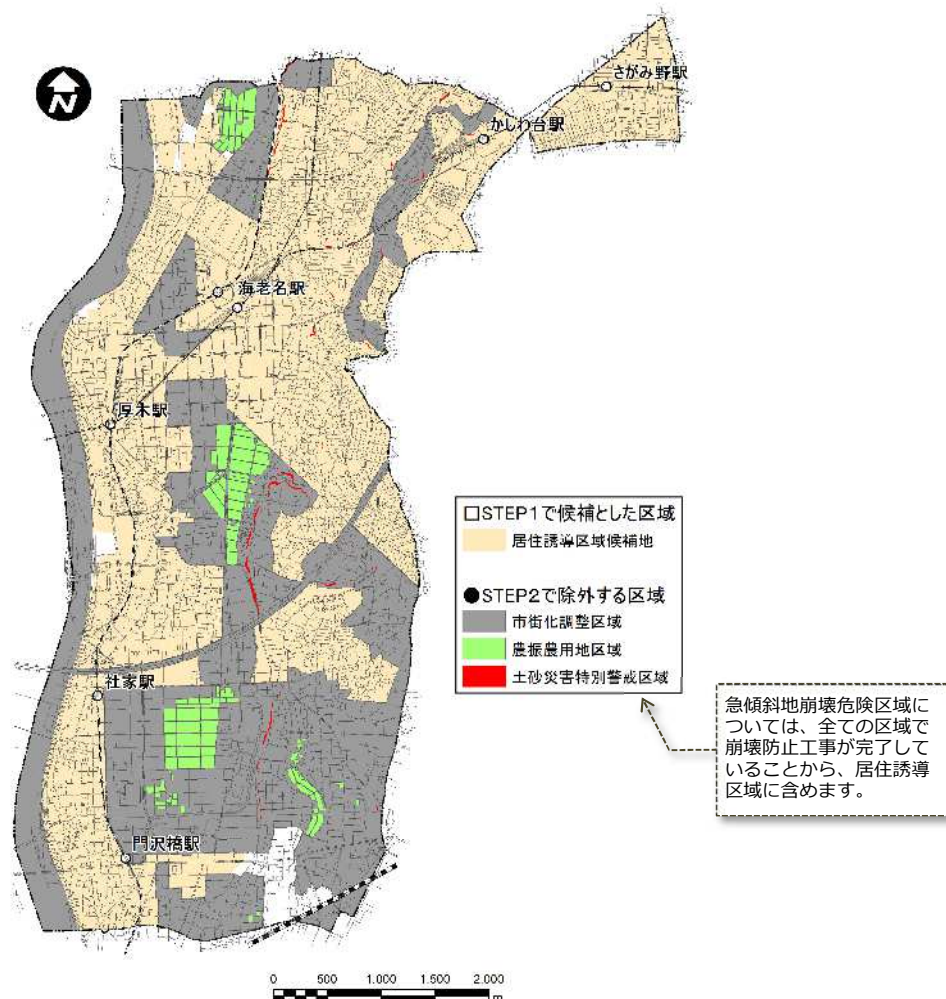 N
さがみ野駅
かしわ台駅
海老名駅
厚木駅
社家駅
門沢橋駅
□STEP1で候補とした区域
居住誘導区域候補地
●STEP2で除外する区域
市街化調整区域
農振農用地区域
土砂災害特別警戒区域
急傾斜地崩壊危険区域に
ついては、全ての区域で
崩壊防止工事が完了して
いることから、居住誘導
区域に含めます。
0 500 1,000 1,500 2,000
m